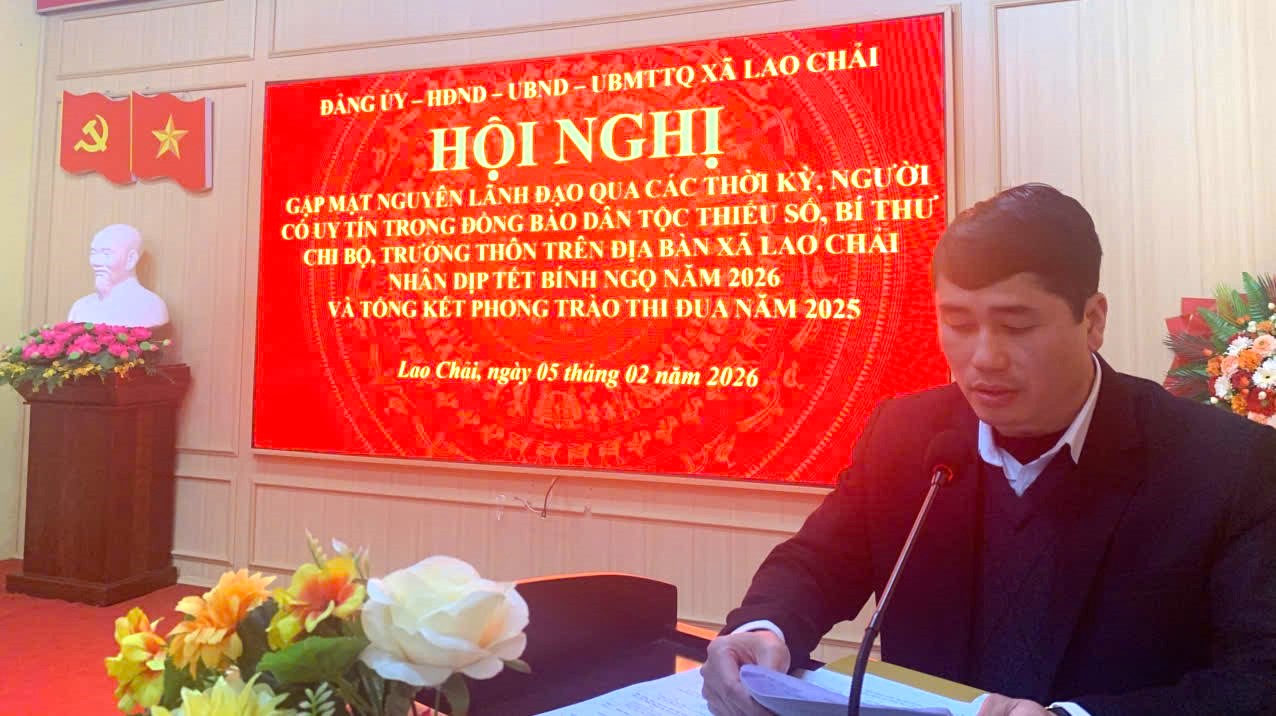 ĐẢNG ỦY – HĐND – UBND – UBMTTQ XÃ LAO CHẢI
HỘI NGHỊ
GẶP MẶT NGUYÊN LÃNH ĐẠO QUA CÁC THỜI KỲ, NGƯỜI
CÓ UY TÍN TRONG ĐỒNG BÀO DÂN TỘC THIỂU SỐ, BÍ THƯ
CHI BỘ, TRƯỞNG THÔN TRÊN ĐỊA BÀN XÃ LAO CHẢI
NHÂN DỊP TẾT BÍNH NGỌ NĂM 2026
VÀ TỔNG KẾT PHONG TRÀO THI ĐUA NĂM 2025
Lao Chải, ngày 05 tháng 02 năm 2026